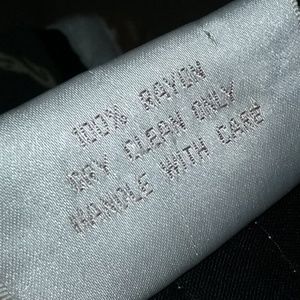 100% RAYON
DRY CLEAN ONLY
HANDLE WITH CARE